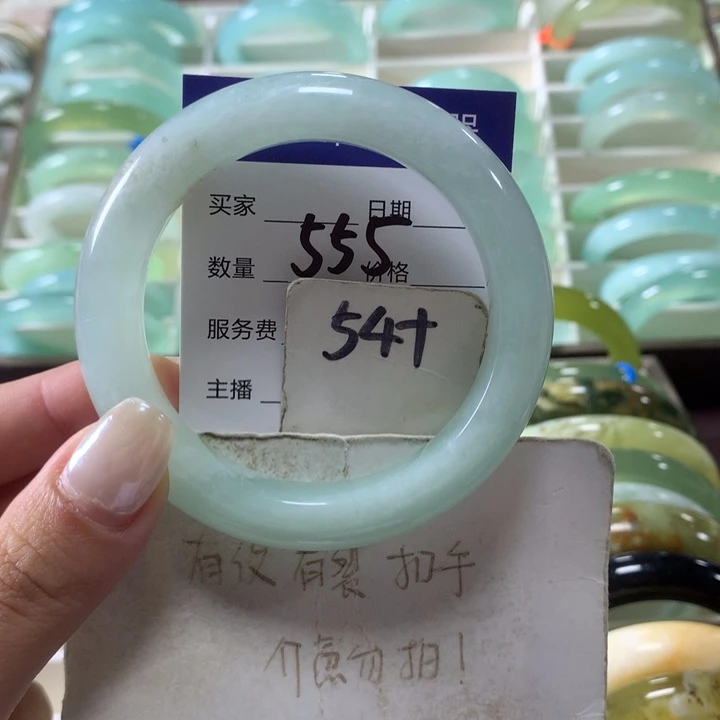 买家 日期
555
数量 价格
54+
服务费
主播
有纹 有裂 扣手
介意勿拍!